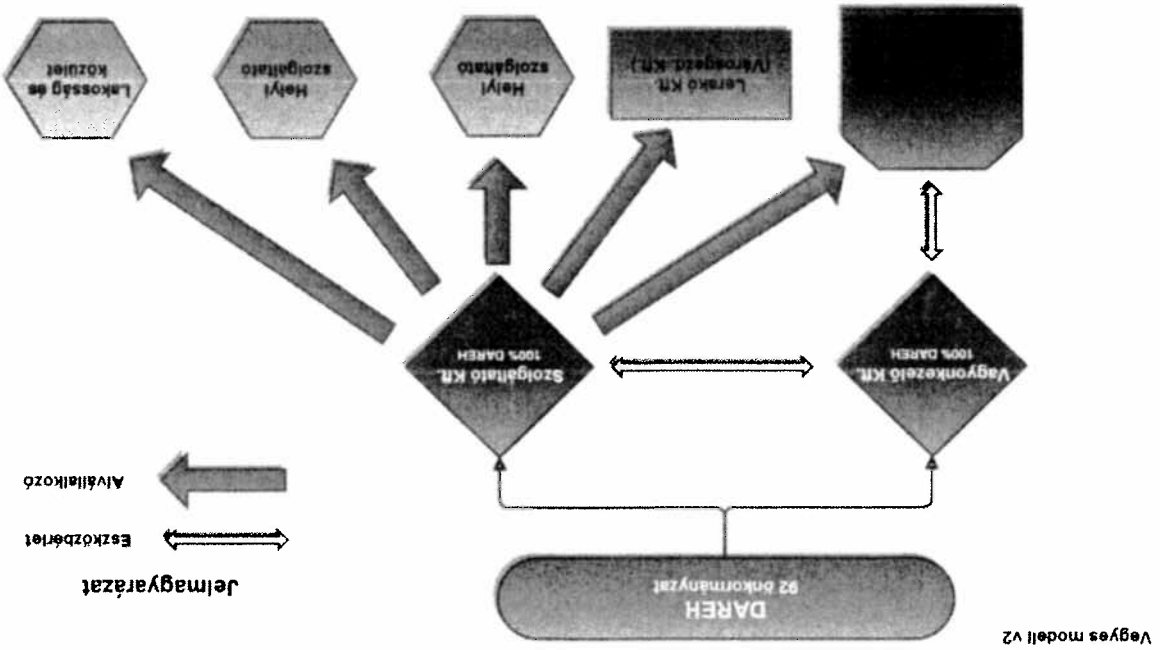 Vegyes modell v2
DAREH
92 önkormányzat
Jelmagyarázat
Eszközbérlet
Alvállalkozó
Vagyonkezelő Kft.
100% DAREH
Szolgáltató Kft.
100% DAREH
Lerakó Kft.
(Városgazd. Kft.)
Helyi
szolgáltató
Helyi
szolgáltató
Lakosság és
közület